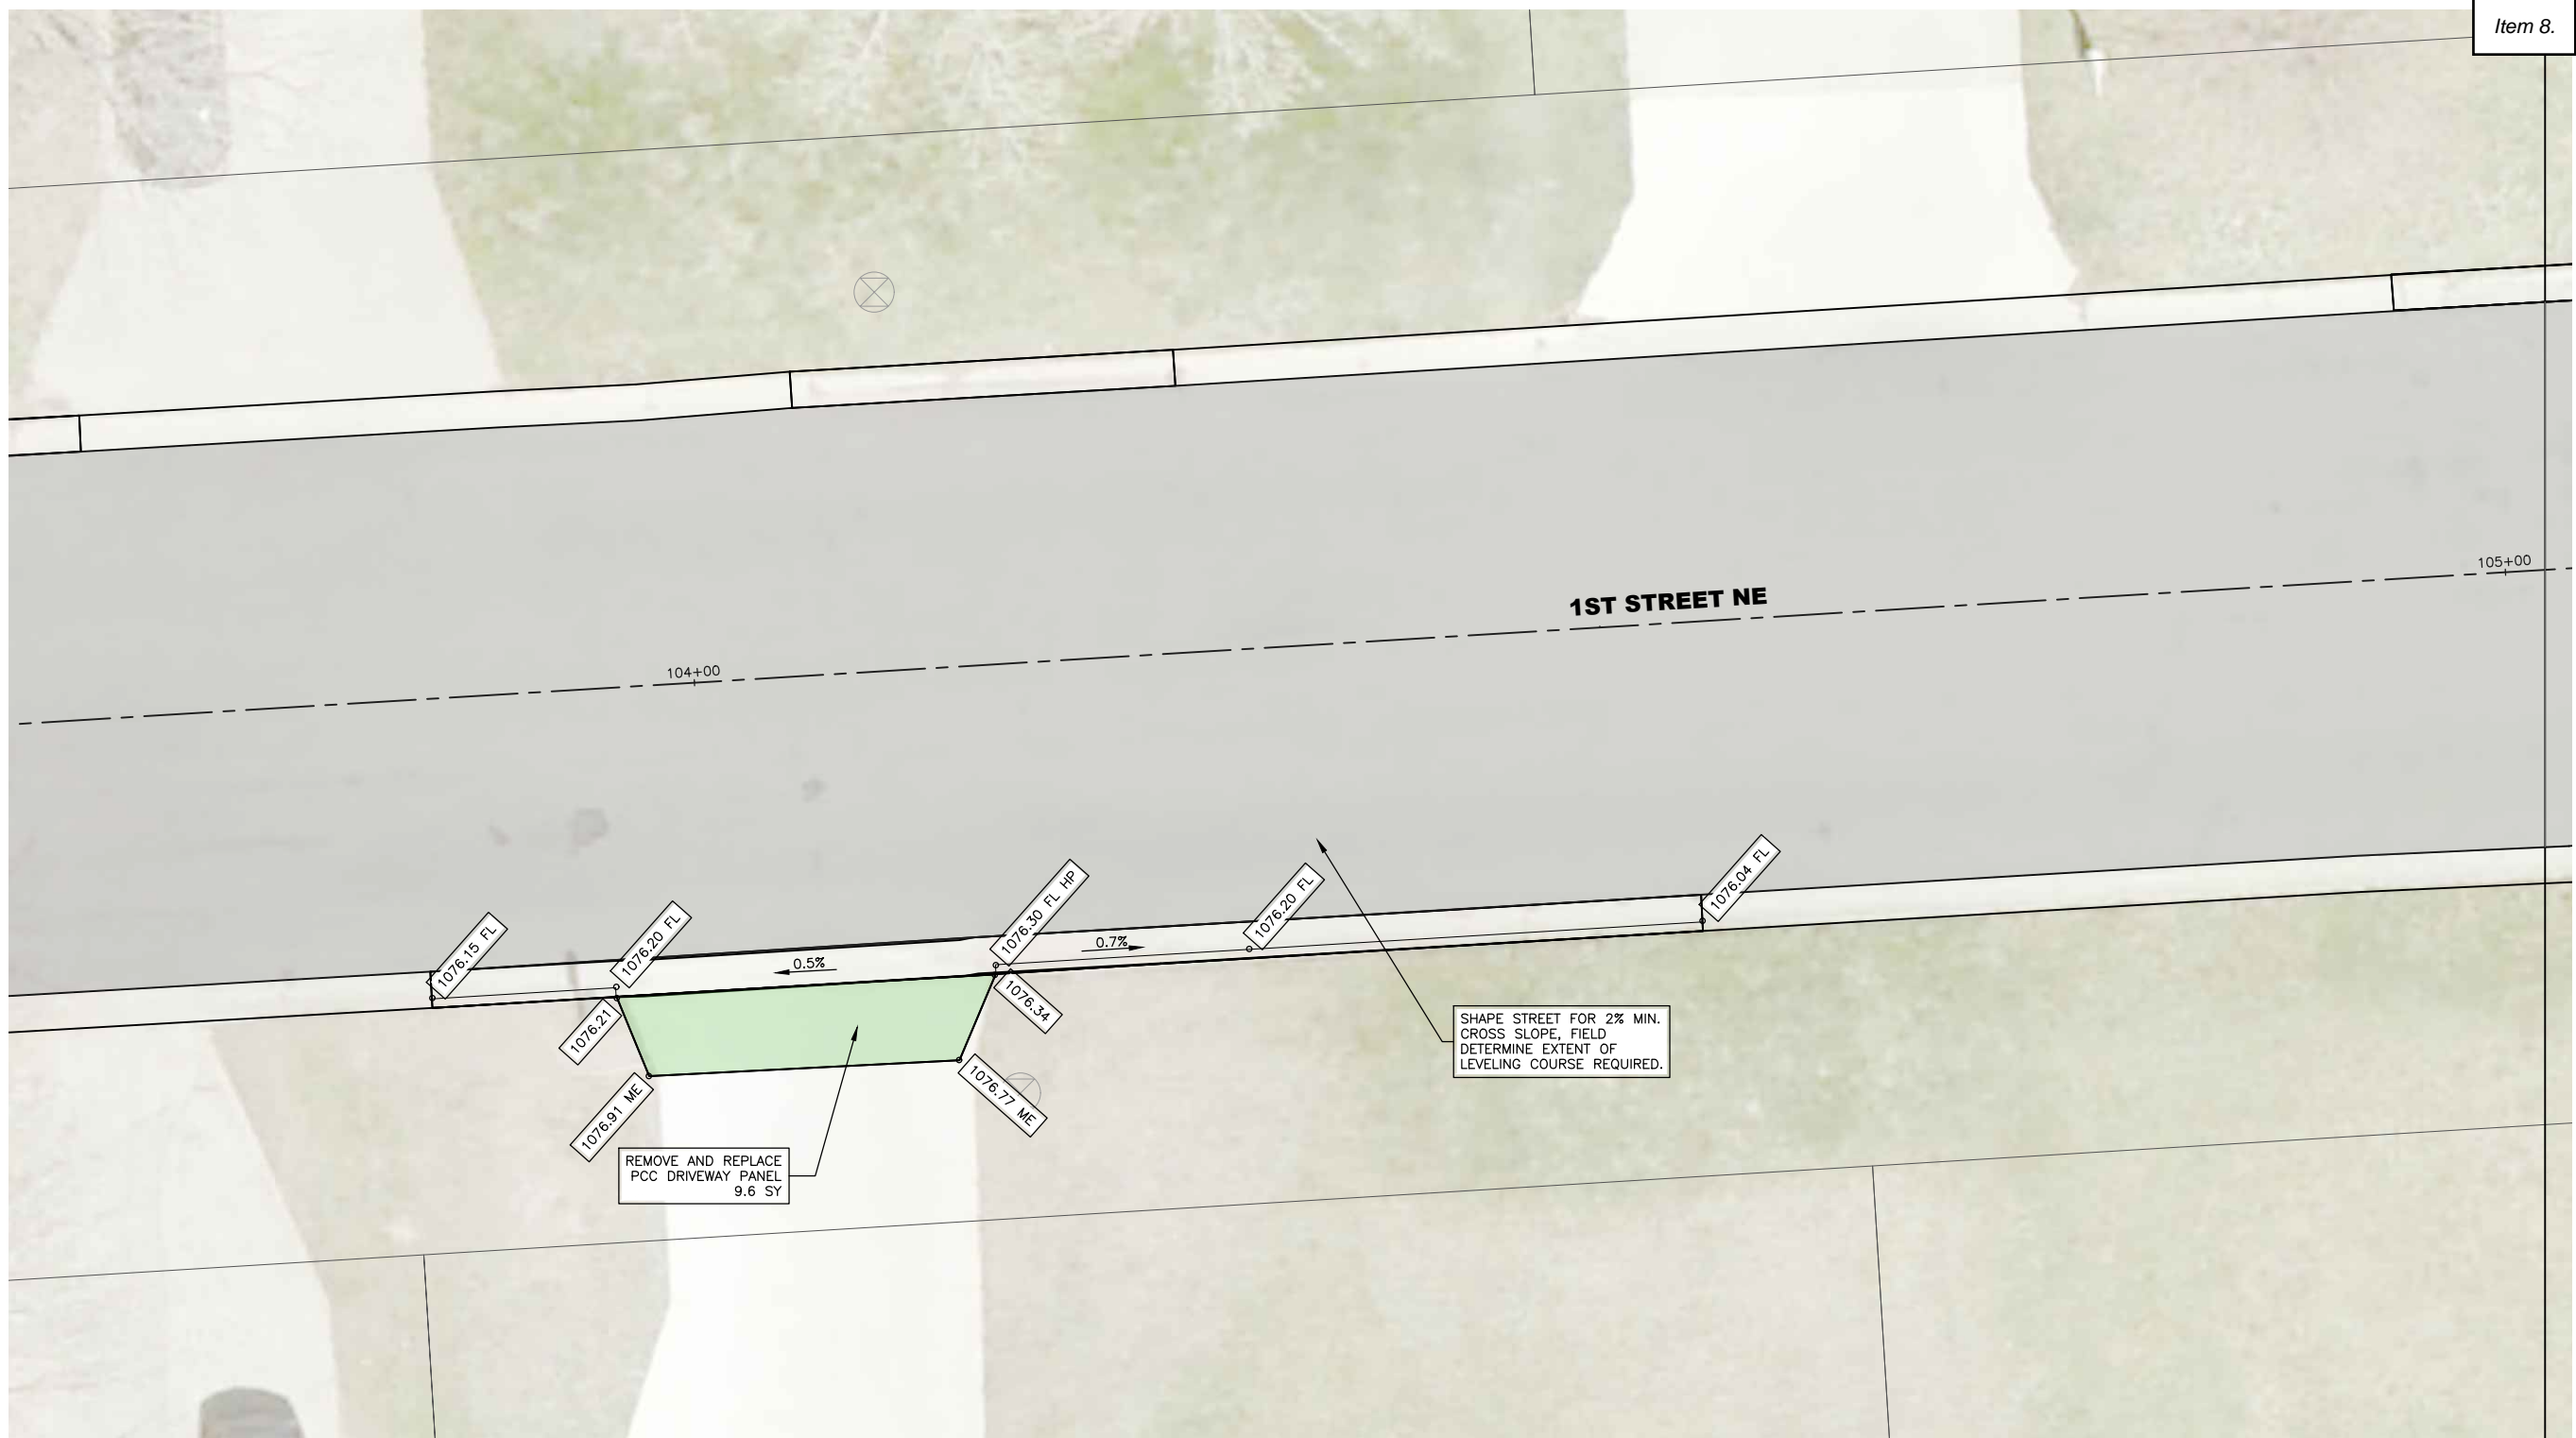 Item 8.
105+00
1ST STREET NE
104+00
1076.15 FL
1076.20 FL
1076.30 FL HP
1076.20 FL
1076.04 FL
0.5%
0.7%
1076.21
1076.34
1076.91 ME
1076.77 ME
SHAPE STREET FOR 2% MIN.
CROSS SLOPE, FIELD
DETERMINE EXTENT OF
LEVELING COURSE REQUIRED.
REMOVE AND REPLACE
PCC DRIVEWAY PANEL
9.6 SY